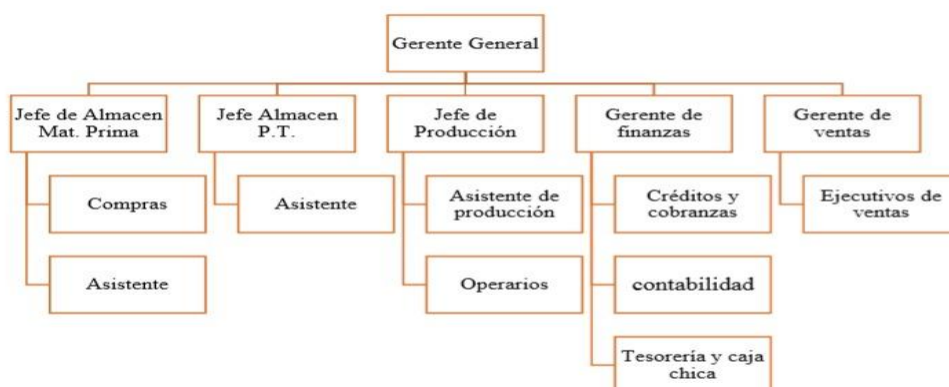 Gerente General
Jefe de Almacen
Mat. Prima
Jefe Almacen
P.T.
Jefe de
Producción
Gerente de
finanzas
Gerente de
ventas
Compras
Asistente
Asistente de
producción
Créditos y
cobranzas
Ejecutivos de
ventas
Asistente
Operarios
contabilidad
Tesorería y caja
chica